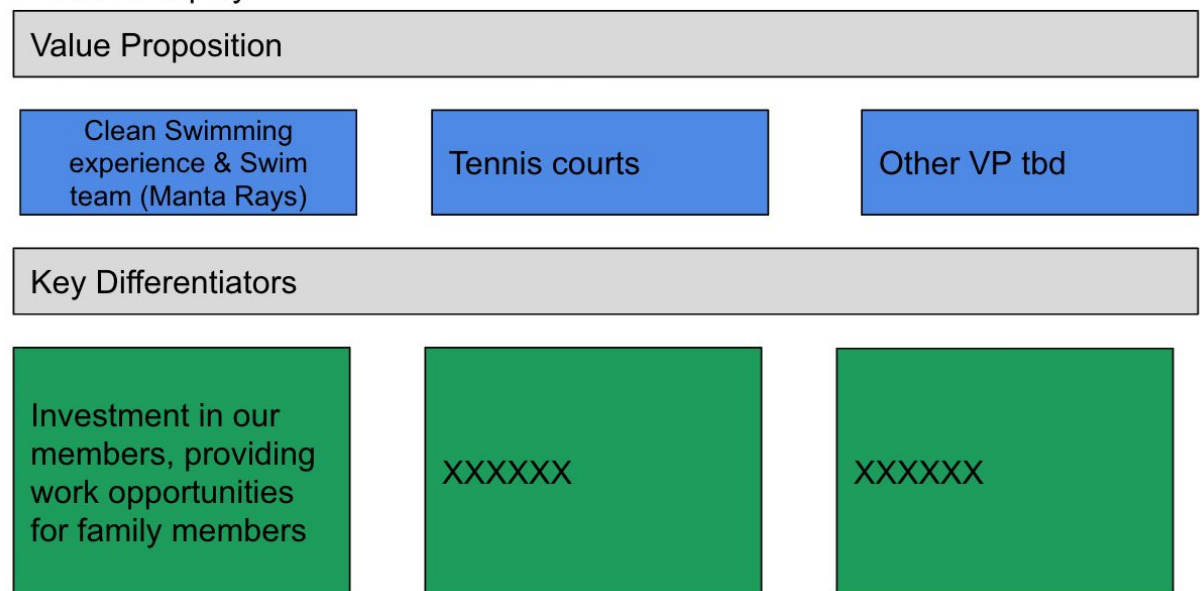 Value Proposition
Clean Swimming
experience & Swim
team (Manta Rays)
Tennis courts
Other VP tbd
Key Differentiators
Investment in our
members, providing
work opportunities
for family members
XXXXXX
XXXXXX